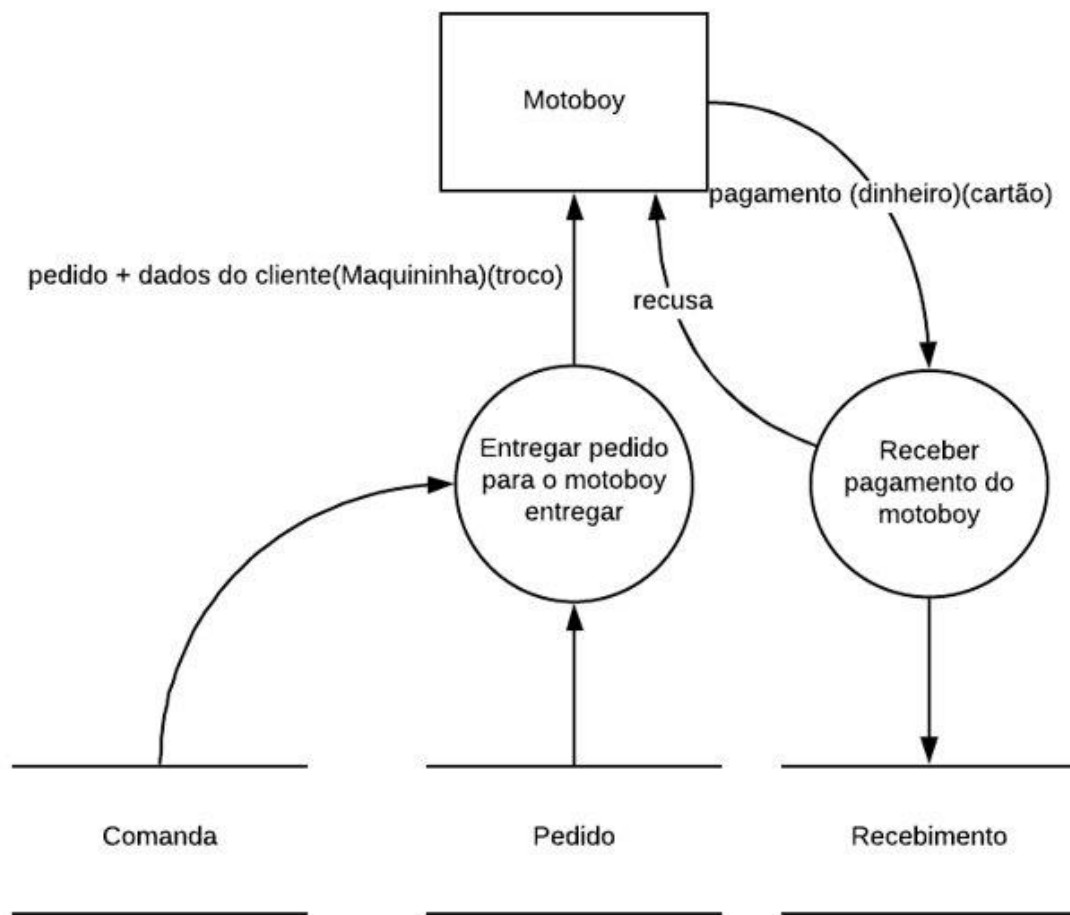 Motoboy
pagamento (dinheiro)(cartão)
pedido + dados do cliente(Maquininha)(troco)
recusa
Entregar pedido
para o motoboy
entregar
Receber
pagamento do
motoboy
Comanda
Pedido
Recebimento